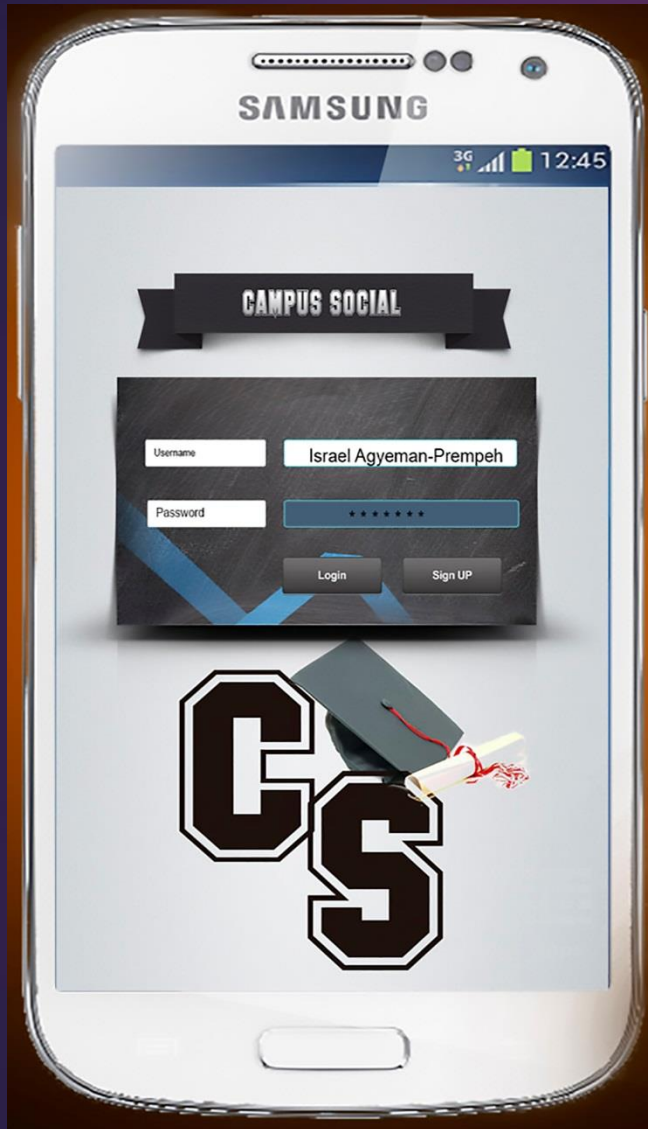 SAMSUNG
3G 12:45
CAMPUS SOCIAL
Username Israel Agyeman-Prempeh
Password *******
Login Sign UP
CS